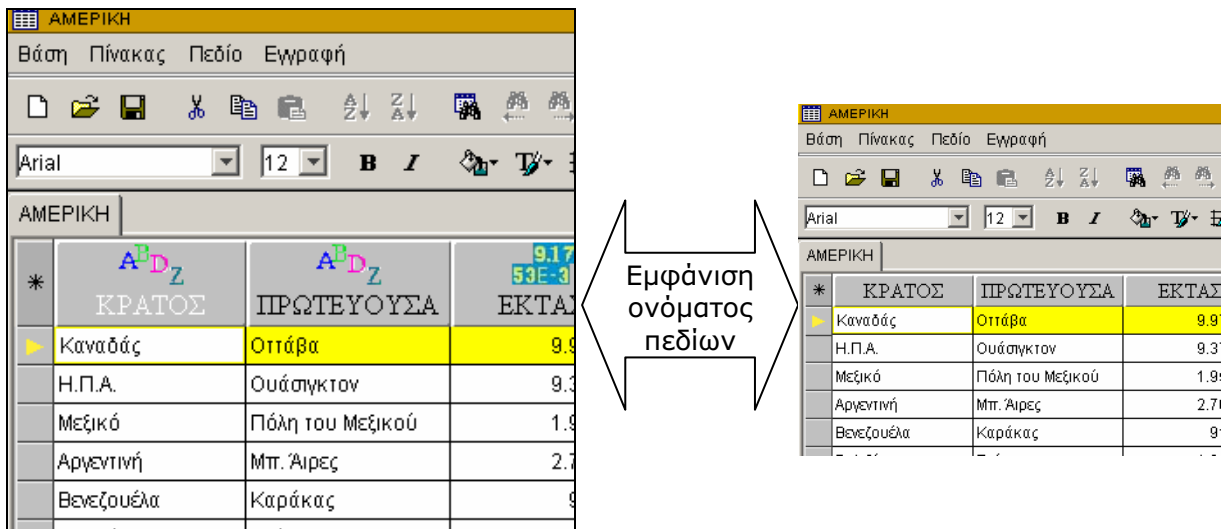 ΑΜΕΡΙΚΗ
Βάση Πίνακας Πεδίο Εγγραφή
Arial 12 B I
ΑΜΕΡΙΚΗ
ΚΡΑΤΟΣ ΠΡΩΤΕΥΟΥΣΑ
Καναδάς Οττάβα
Η.Π.Α. Ουάσιγκτον
Μεξικό Πόλη του Μεξικού
Αργεντινή Μπ. Άιρες
Βενεζουέλα Καράκας
Εμφάνιση
ονόματος
πεδίων
ΑΜΕΡΙΚΗ
Βάση Πίνακας Πεδίο Εγγραφή
Arial 12 B I
ΑΜΕΡΙΚΗ
ΚΡΑΤΟΣ ΠΡΩΤΕΥΟΥΣΑ
Καναδάς Οττάβα
Η.Π.Α. Ουάσιγκτον
Μεξικό Πόλη του Μεξικού
Αργεντινή Μπ. Άιρες
Βενεζουέλα Καράκας